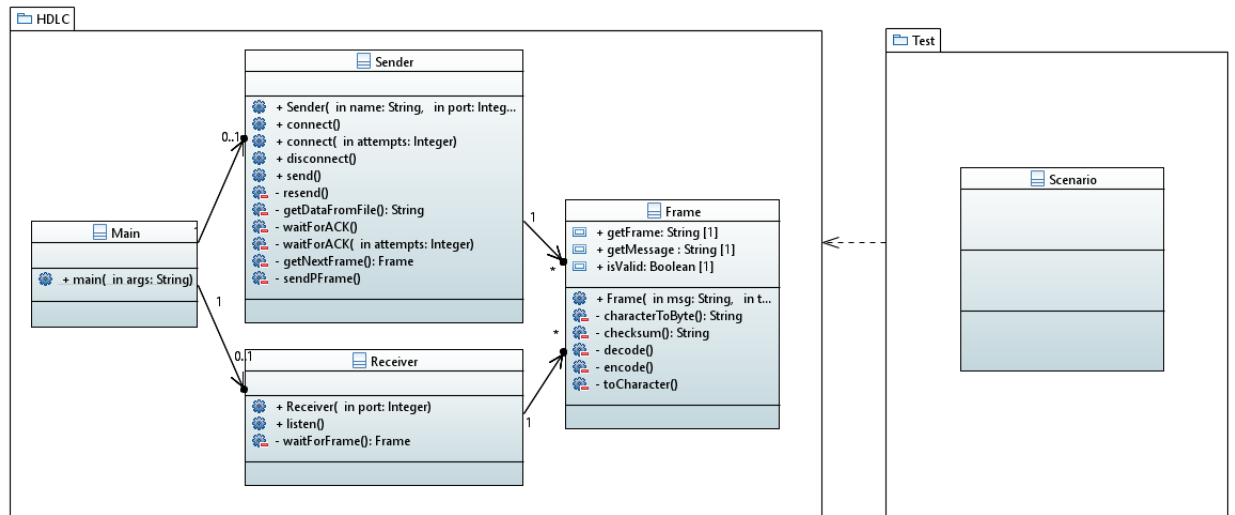 HDLC
Sender
+ Sender( in name: String, in port: Integ...
+ connect()
+ connect( in attempts: Integer)
+ disconnect()
+ send()
- resend()
- getDataFromFile(): String
- waitForACK()
- waitForACK( in attempts: Integer)
- getNextFrame(): Frame
- sendPFrame()
0..1
1
Main
+ main( in args: String)
1
0..1
Receiver
+ Receiver( in port: Integer)
+ listen()
- waitForFrame(): Frame
1
*
*
1
Frame
+ getFrame: String [1]
+ getMessage : String [1]
+ isValid: Boolean [1]
+ Frame( in msg: String, in t...
- characterToByte(): String
- checksum(): String
- decode()
- encode()
- toCharacter()
Test
Scenario